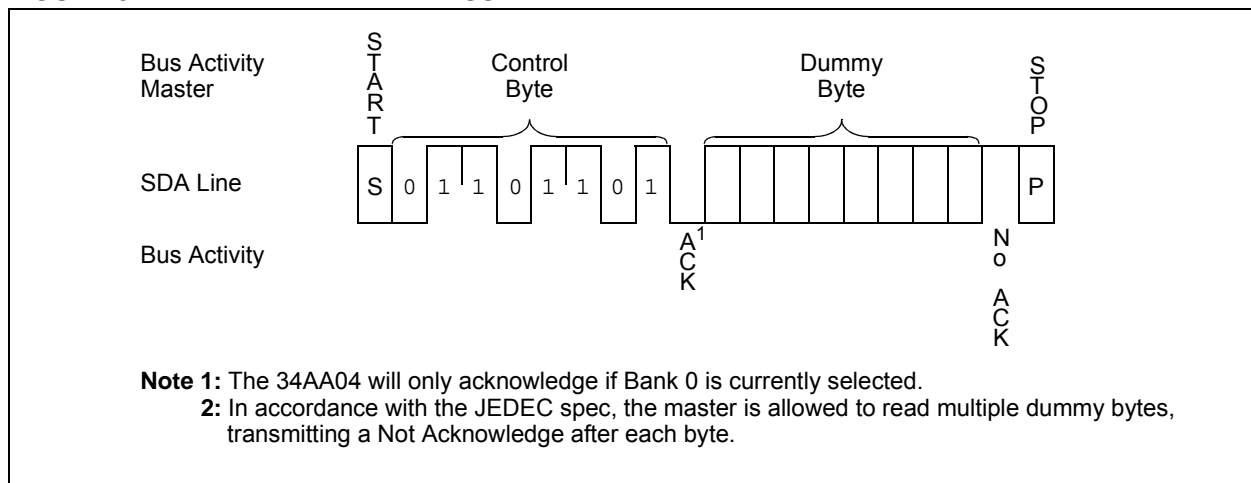 Bus Activity
Master
START
Control
Byte
Dummy
Byte
STOP
SDA Line
S 0 1 1 0 1 1 0 1 P
Bus Activity
ACK1
No ACK
Note 1: The 34AA04 will only acknowledge if Bank 0 is currently selected.
2: In accordance with the JEDEC spec, the master is allowed to read multiple dummy bytes,
transmitting a Not Acknowledge after each byte.